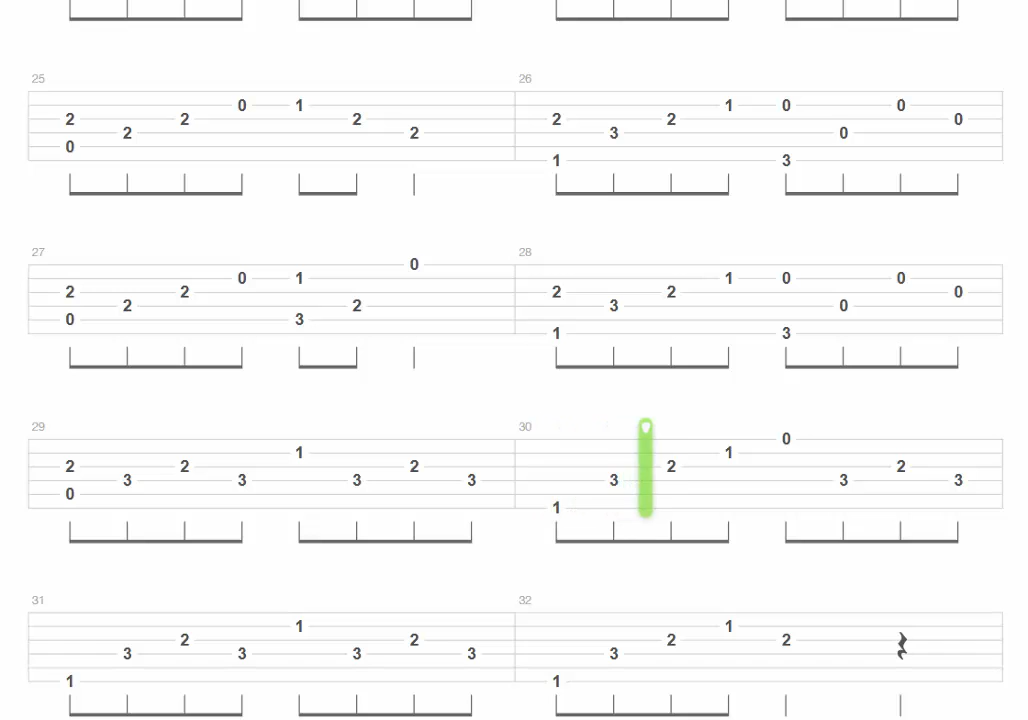 25 26
0 1 1 0 0
2 2 2 2 2 0
2 2 3 0
0
1 3
27 28
0
0 1 1 0 0
2 2 2 2 0
2 2 3 0
0 3
1 3
29 30
0
1 1
2 2 2 2 2
3 3 3 3 3 3 3
0
1
31 32
1 1
2 2 2 2
3 3 3 3 3
1 1